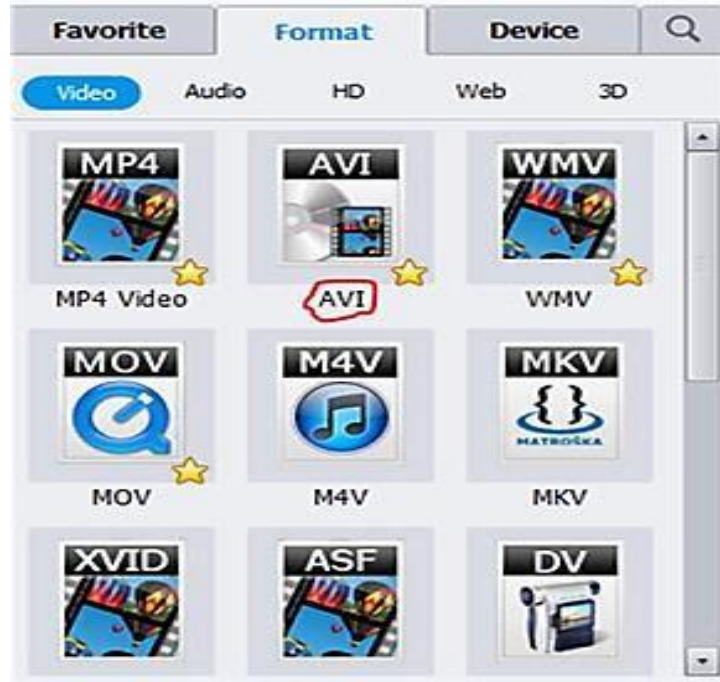 Favorite Format Device
Video Audio HD Web 3D
MP4 AVI WMV
MP4 Video AVI WMV
MOV M4V MKV
MATROŠKA
MOV M4V MKV
XVID ASF DV